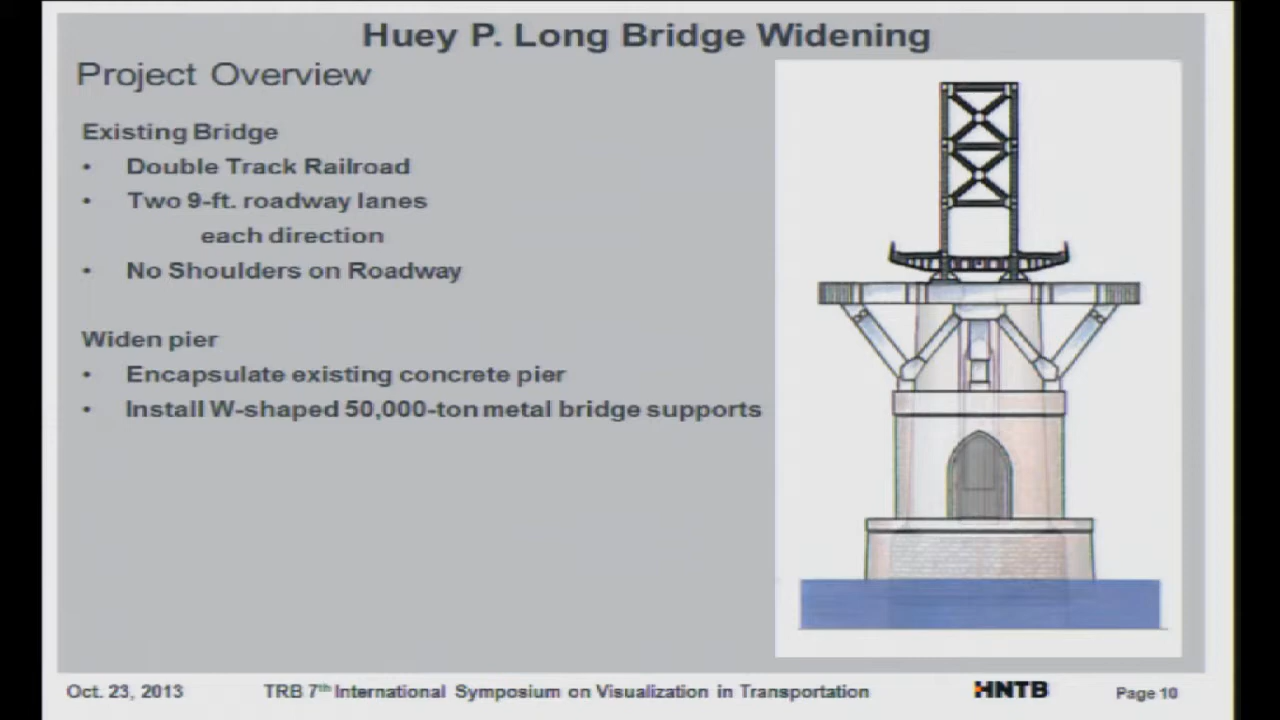 Huey P. Long Bridge Widening
Project Overview
Existing Bridge
• Double Track Railroad
• Two 9-ft. roadway lanes
each direction
• No Shoulders on Roadway
Widen pier
• Encapsulate existing concrete pier
• Install W-shaped 50,000-ton metal bridge supports
Oct. 23, 2013 TRB 7th International Symposium on Visualization in Transportation HNTB Page 10